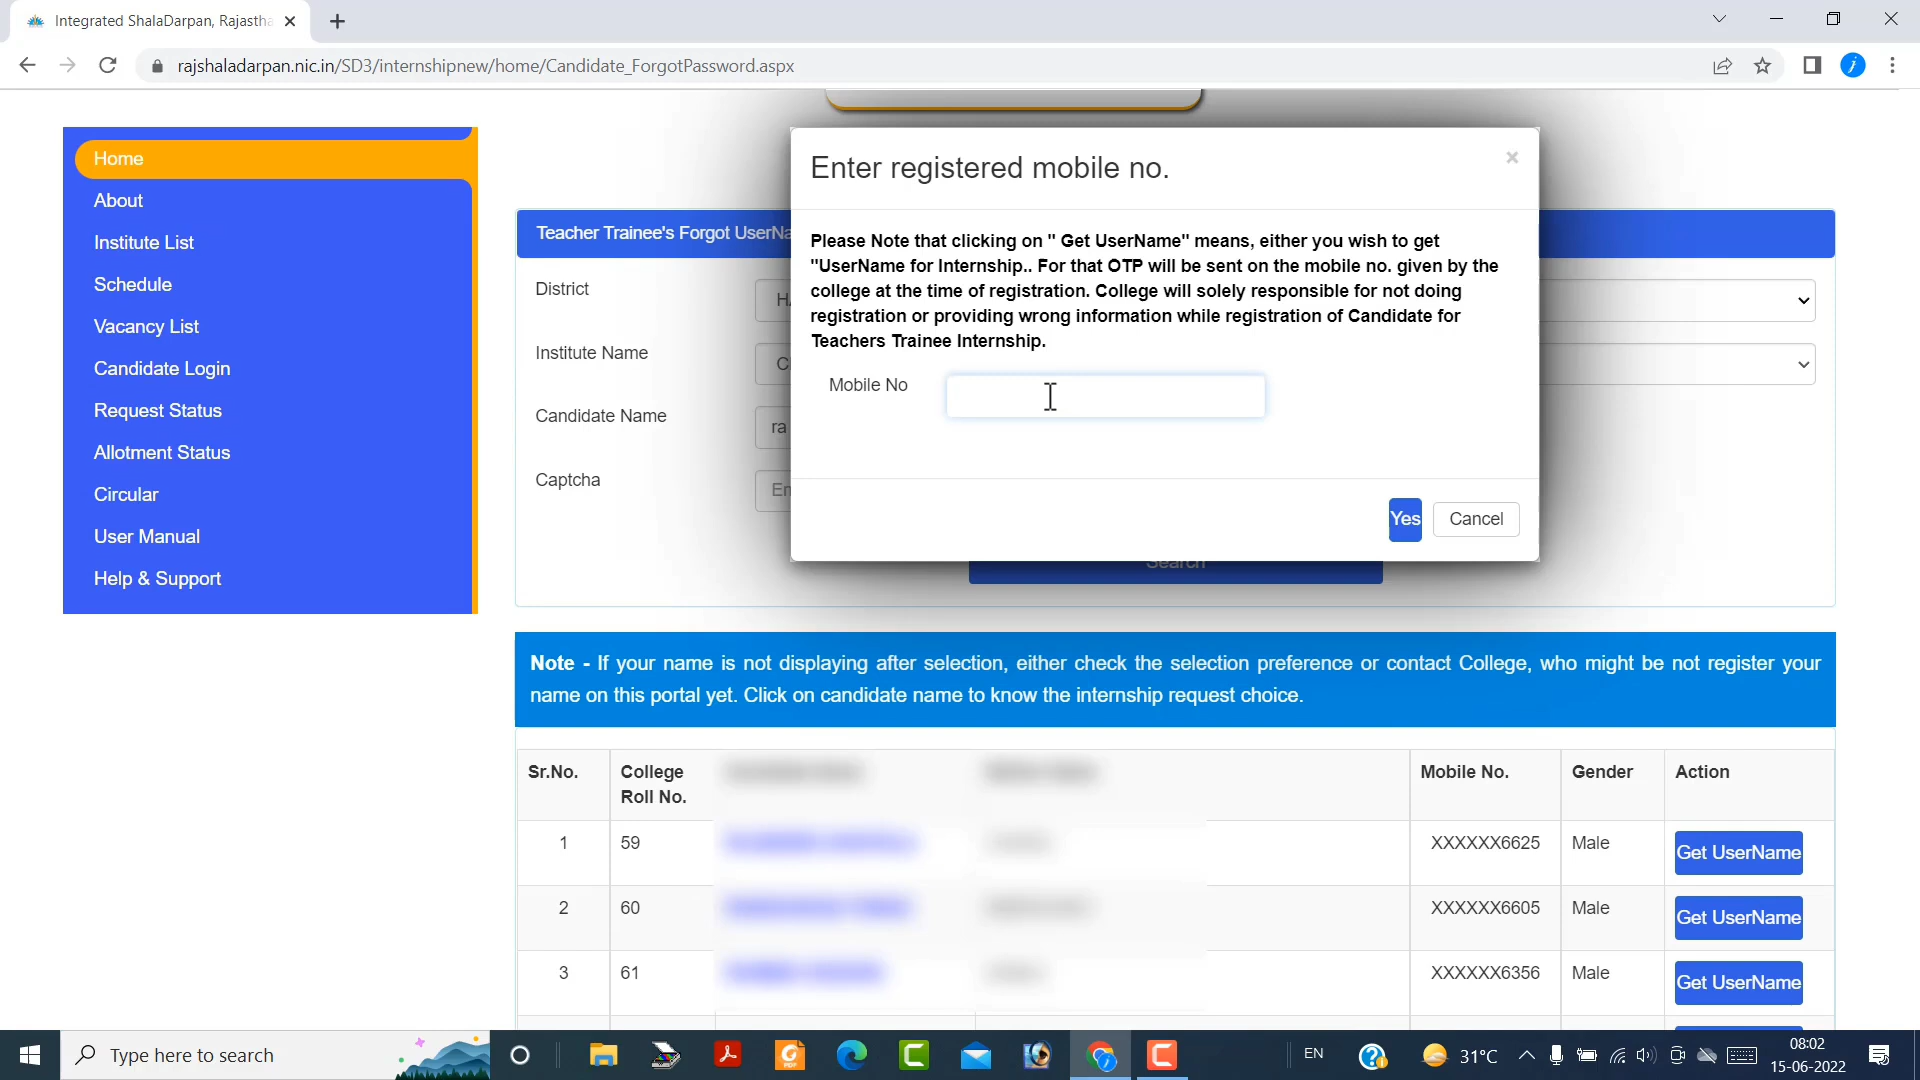 Integrated ShalaDarpan, Rajastha
rajshaladarpan.nic.in/SD3/internshipnew/home/Candidate_ForgotPassword.aspx
Home
About
Institute List
Schedule
Vacancy List
Candidate Login
Request Status
Allotment Status
Circular
User Manual
Help & Support
Teacher Trainee's Forgot UserNa
District
Institute Name
Candidate Name
ra
Captcha
Enter registered mobile no.
×
Please Note that clicking on " Get UserName" means, either you wish to get
"UserName for Internship.. For that OTP will be sent on the mobile no. given by the
college at the time of registration. College will solely responsible for not doing
registration or providing wrong information while registration of Candidate for
Teachers Trainee Internship.
Mobile No
Yes Cancel
Search
Note - If your name is not displaying after selection, either check the selection preference or contact College, who might be not register your
name on this portal yet. Click on candidate name to know the internship request choice.
Sr.No. College Roll No. Mobile No. Gender Action
1 59 XXXXXX6625 Male Get UserName
2 60 XXXXXX6605 Male Get UserName
3 61 XXXXXX6356 Male Get UserName
Type here to search
EN
31°C
08:02
15-06-2022